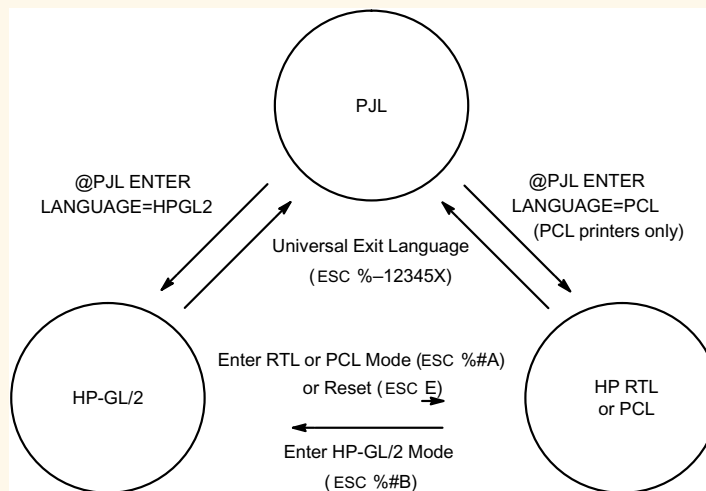 PJL
@PJL ENTER
LANGUAGE=HPGL2
@PJL ENTER
LANGUAGE=PCL
(PCL printers only)
Universal Exit Language
(ESC %–12345X)
HP-GL/2
Enter RTL or PCL Mode (ESC %#A)
or Reset (ESC E)
HP RTL
or PCL
Enter HP-GL/2 Mode
(ESC %#B)